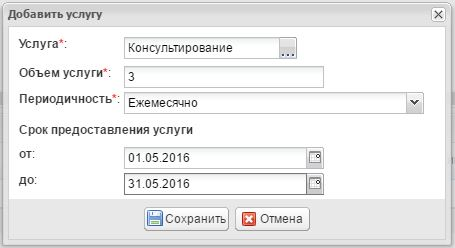 Добавить услугу
Услуга*: Консультирование ...
Объем услуги*: 3
Периодичность*: Ежемесячно
Срок предоставления услуги
от: 01.05.2016
до: 31.05.2016
Сохранить Отмена